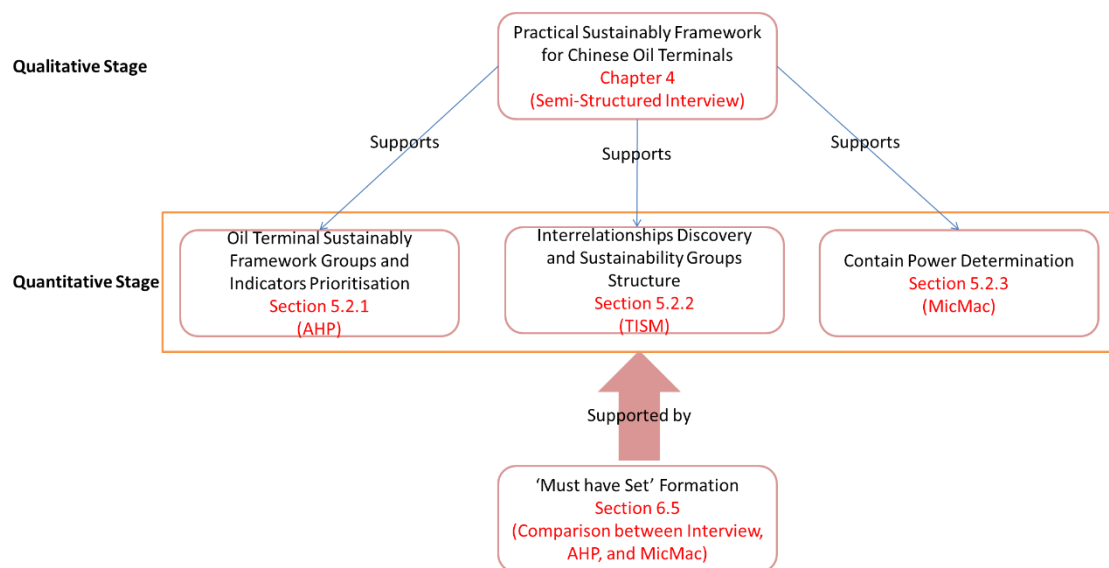 Practical Sustainably Framework
for Chinese Oil Terminals
Chapter 4
(Semi-Structured Interview)
Qualitative Stage
Supports
Supports
Supports
Quantitative Stage
Oil Terminal Sustainably
Framework Groups and
Indicators Prioritisation
Section 5.2.1
(AHP)
Interrelationships Discovery
and Sustainability Groups
Structure
Section 5.2.2
(TISM)
Contain Power Determination
Section 5.2.3
(MicMac)
Supported by
‘Must have Set’ Formation
Section 6.5
(Comparison between Interview,
AHP, and MicMac)